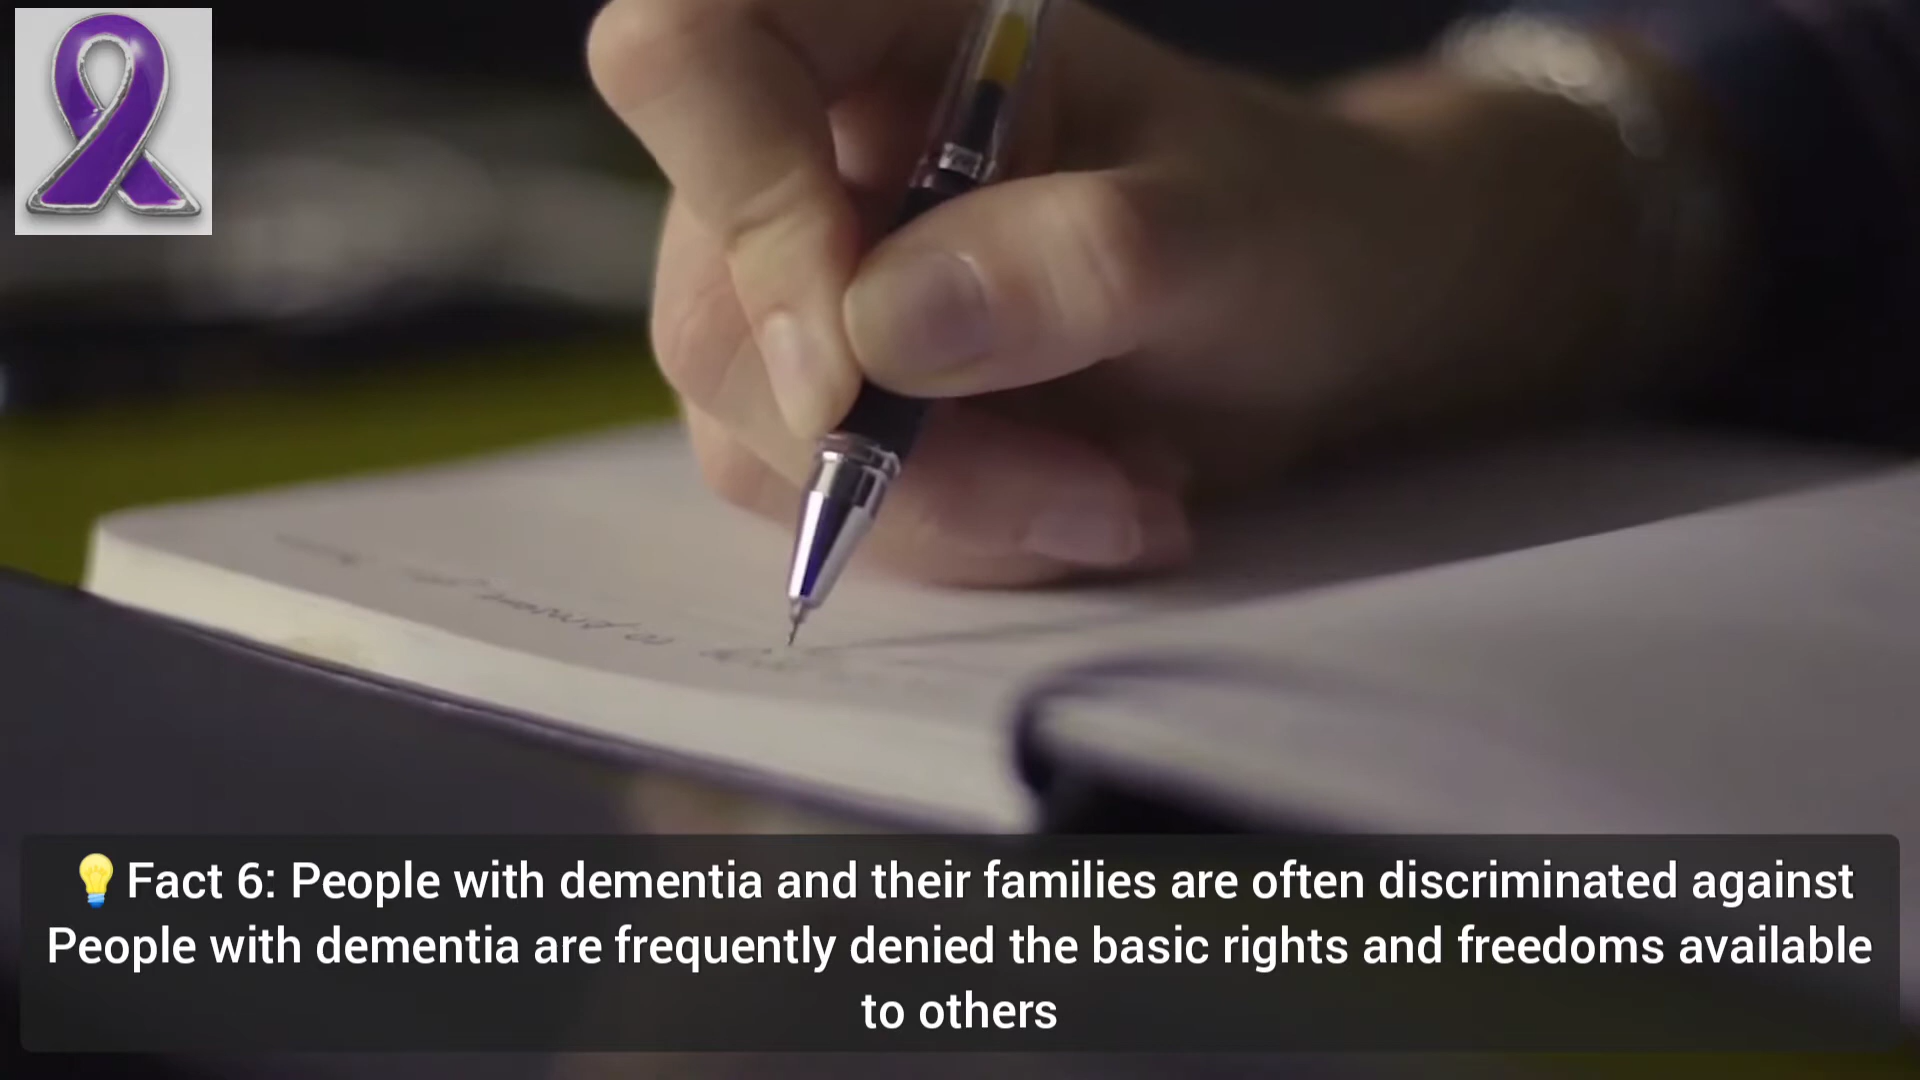 💡Fact 6: People with dementia and their families are often discriminated against
People with dementia are frequently denied the basic rights and freedoms available
to others